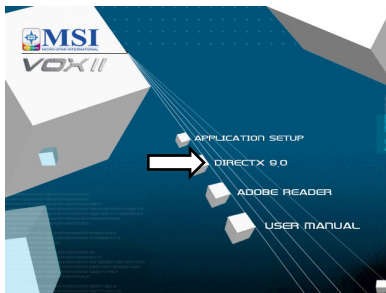 MSI
MICRO-STAR INTERNATIONAL
VOX II
APPLICATION SETUP
DIRECTX 9.0
ADOBE READER
USER MANUAL